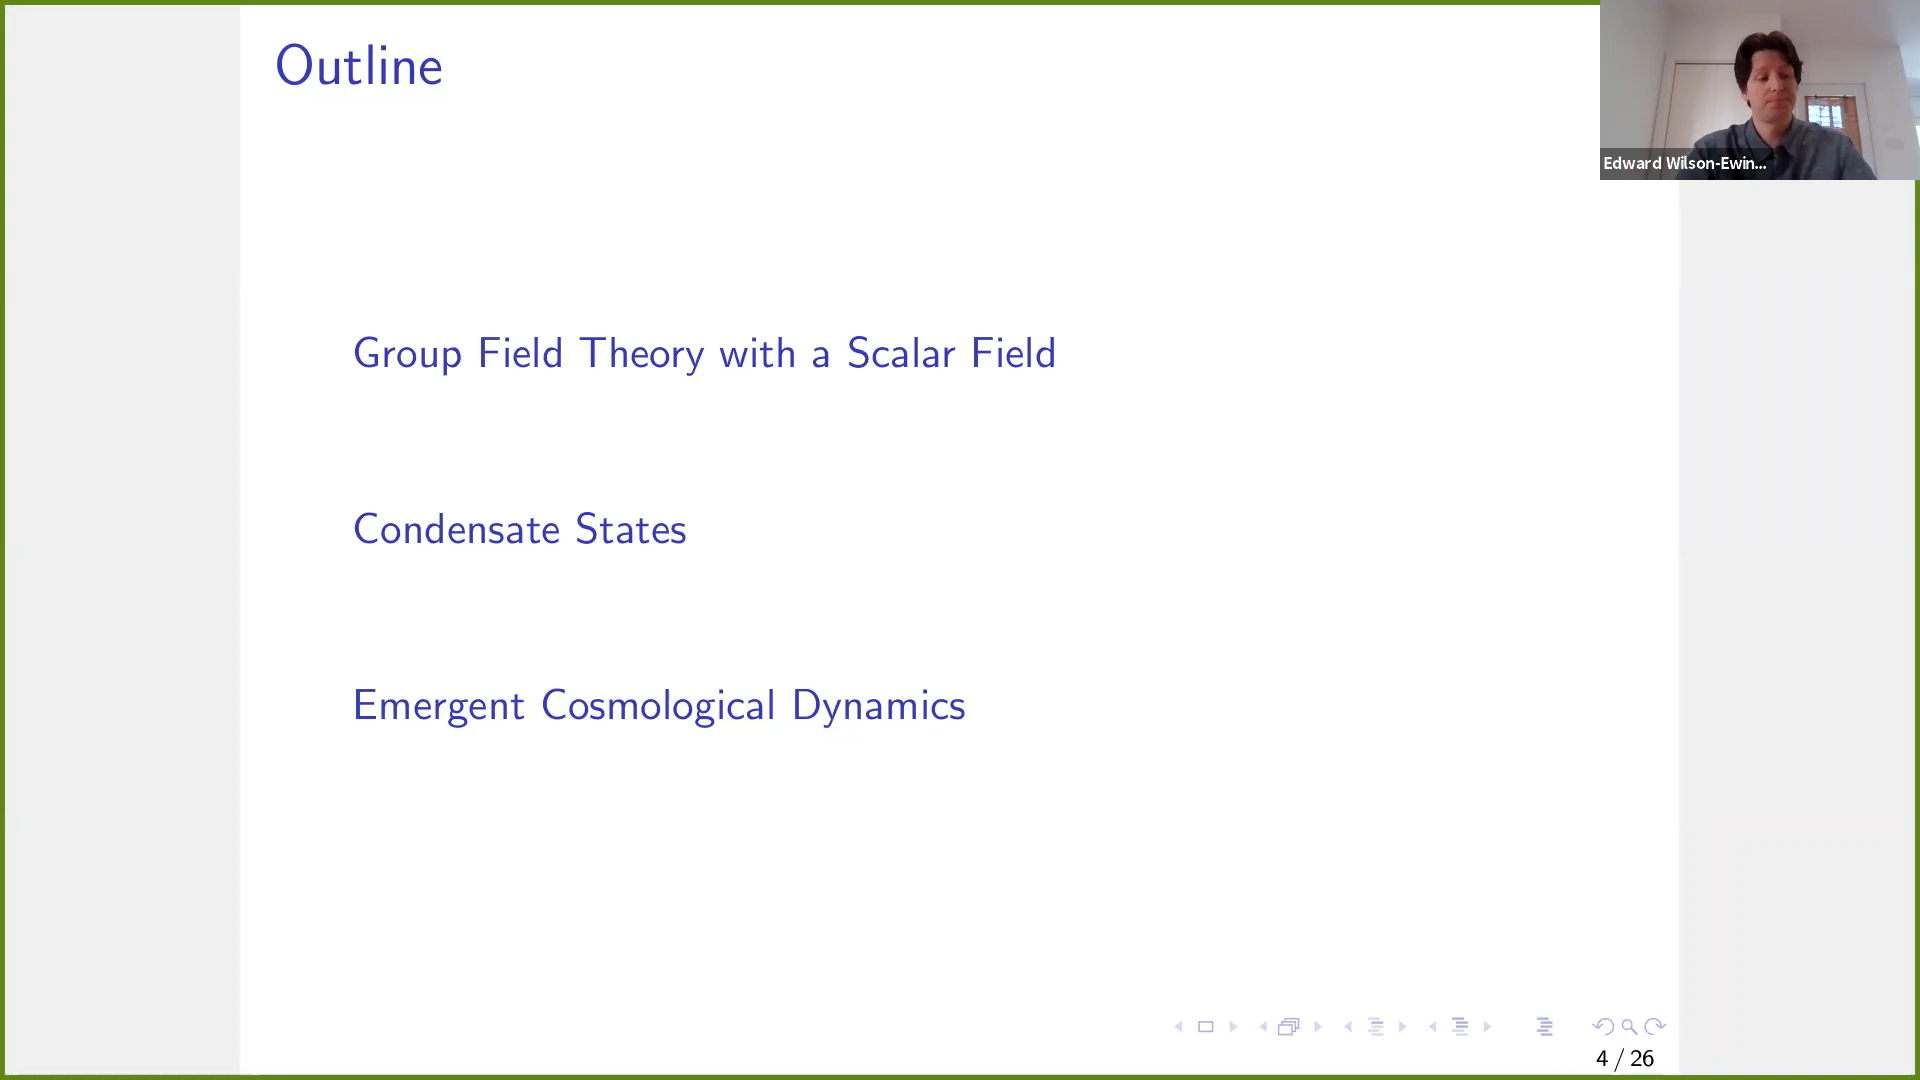 Outline
Edward Wilson-Ewin...
Group Field Theory with a Scalar Field
Condensate States
Emergent Cosmological Dynamics
4 / 26